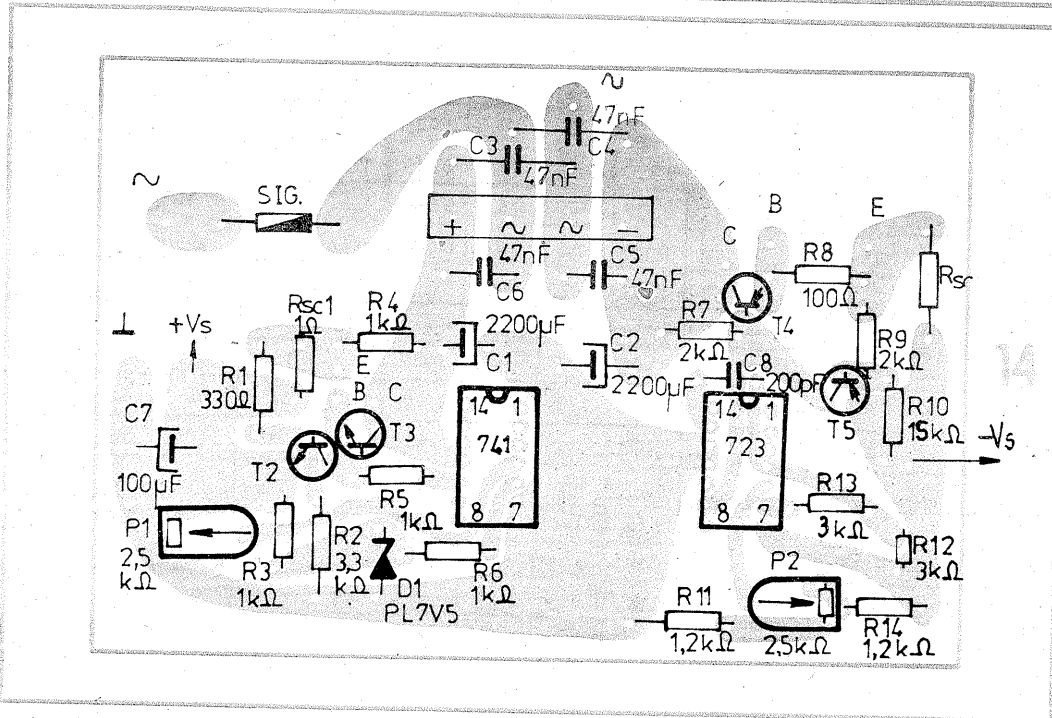 ~
47nF
C3
C4
47nF
~
SIG.
+ ~ ~ –
B
E
C
47nF
C5
C6
47nF
R8
100Ω
Rsc
Rsc1
1Ω
R4
1kΩ
2200µF
C1
C2
2200µF
R7
2kΩ
T4
⊥
+Vs
R1
330Ω
E
B C
C8
200pF
R9
2kΩ
T5
R10
15kΩ
-Vs
C7
100µF
T2
T3
14 1
741
8 7
14 1
723
8 7
R5
1kΩ
R13
3kΩ
R12
3kΩ
P1
2,5
kΩ
R3
1kΩ
R2
3,3
kΩ
D1
PL7V5
R6
1kΩ
P2
2,5kΩ
R11
1,2kΩ
R14
1,2kΩ
14